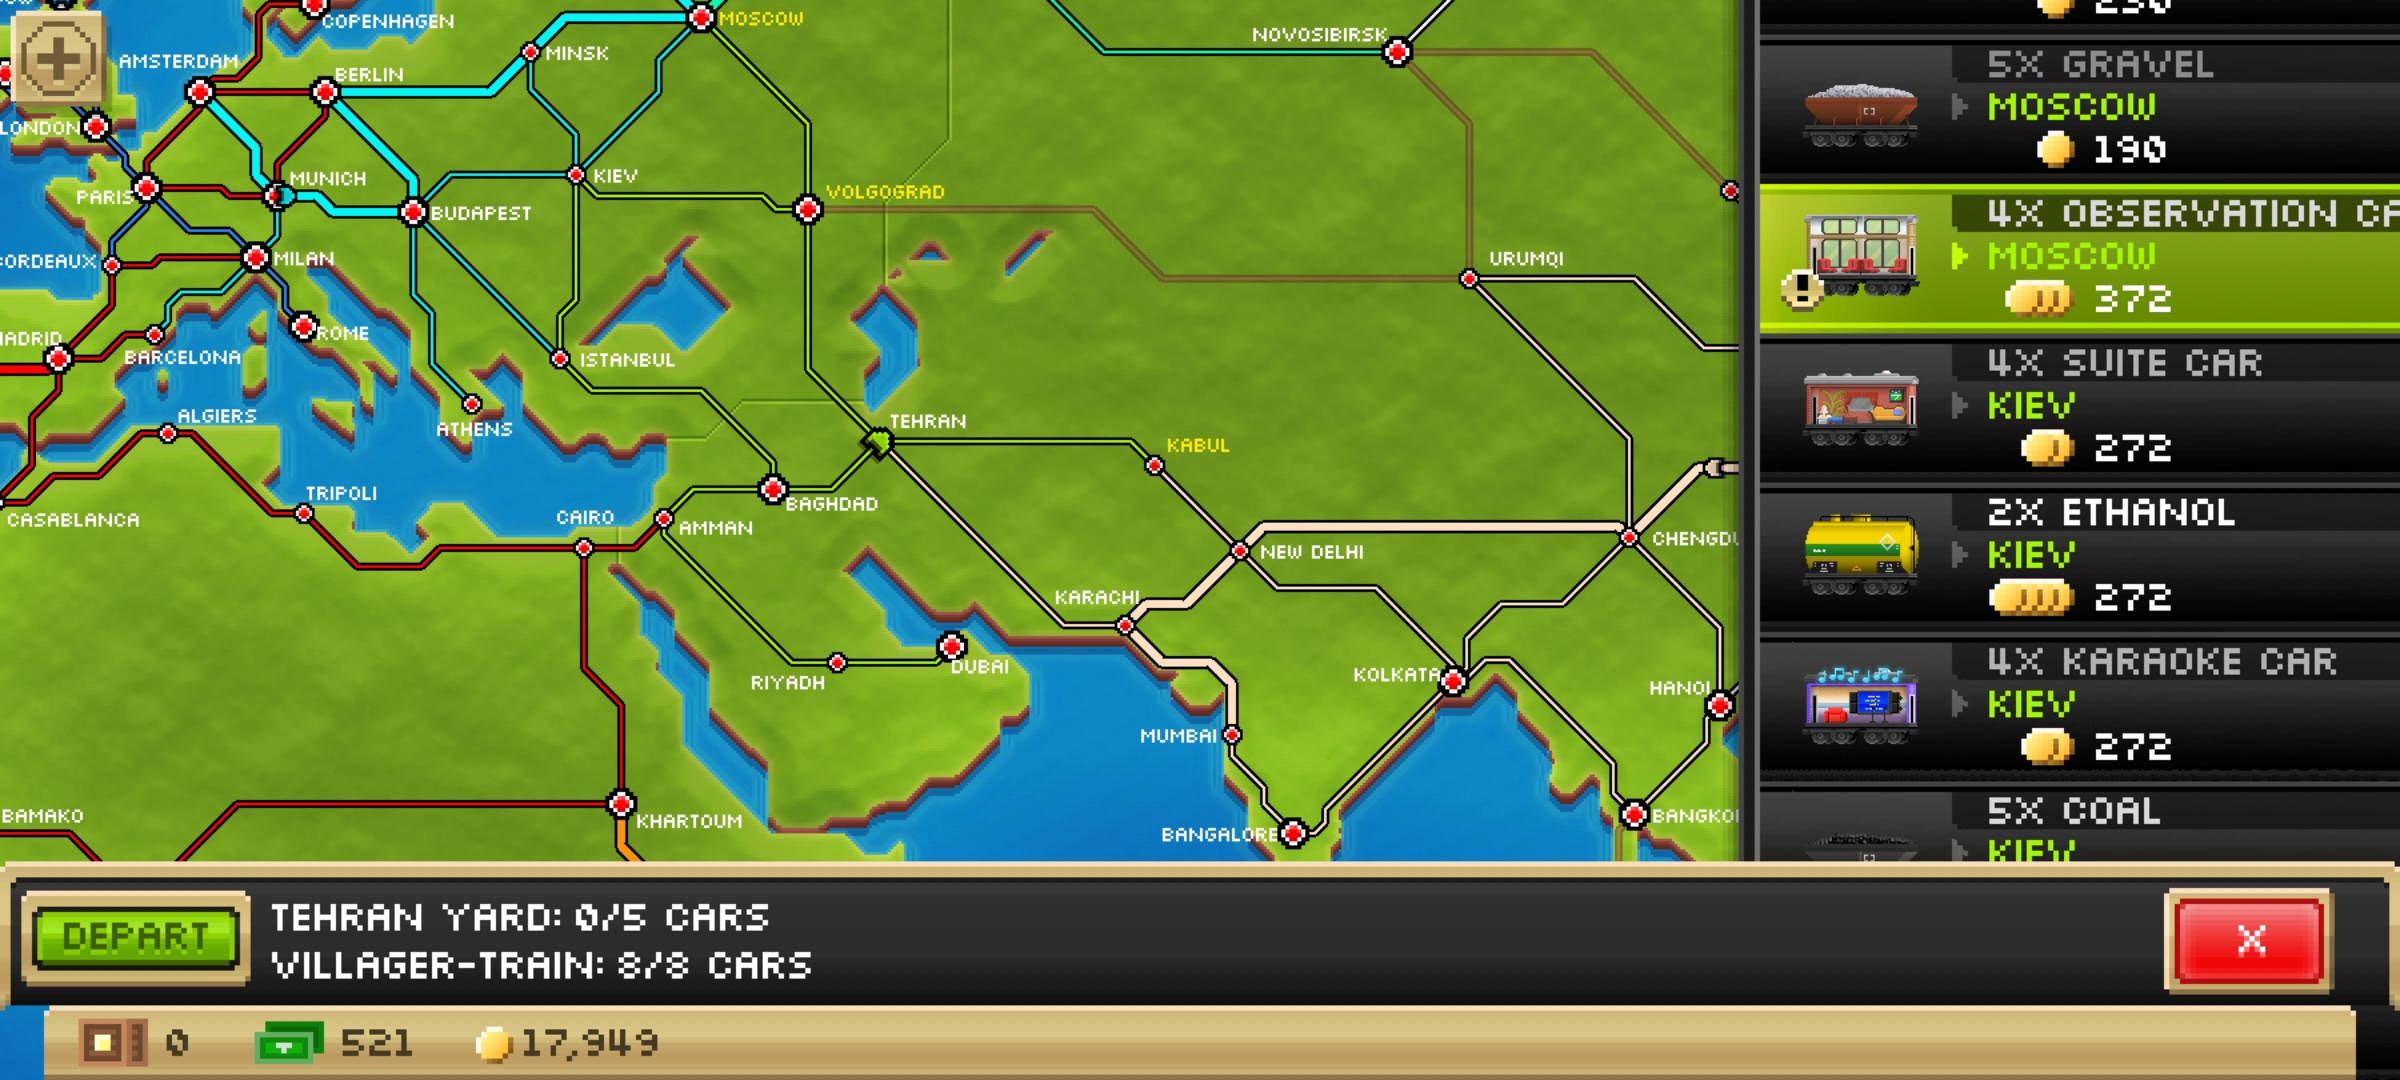 COPENHAGEN
MOSCOW
MINSK
NOVOSIBIRSK
AMSTERDAM
BERLIN
LONDON
KIEV
MUNICH
PARIS
VOLGOGRAD
BUDAPEST
MILAN
URUMQI
ROME
BARCELONA
ISTANBUL
ALGIERS
ATHENS
TEHRAN
KABUL
TRIPOLI
BAGHDAD
CASABLANCA
CAIRO
AMMAN
NEW DELHI
CHENGDU
KARACHI
DUBAI
RIYADH
KOLKATA
HANOI
MUMBAI
BAMAKO
KHARTOUM
BANGALORE
BANGKO
ORDEAUX
ADRID
230
5X GRAVEL
MOSCOW
190
4X OBSERVATION CA
MOSCOW
372
4X SUITE CAR
KIEV
272
2X ETHANOL
KIEV
272
4X KARAOKE CAR
KIEV
272
5X COAL
KIEV
DEPART
TEHRAN YARD: 0/5 CARS
VILLAGER-TRAIN: 8/8 CARS
X
0
521
17,949